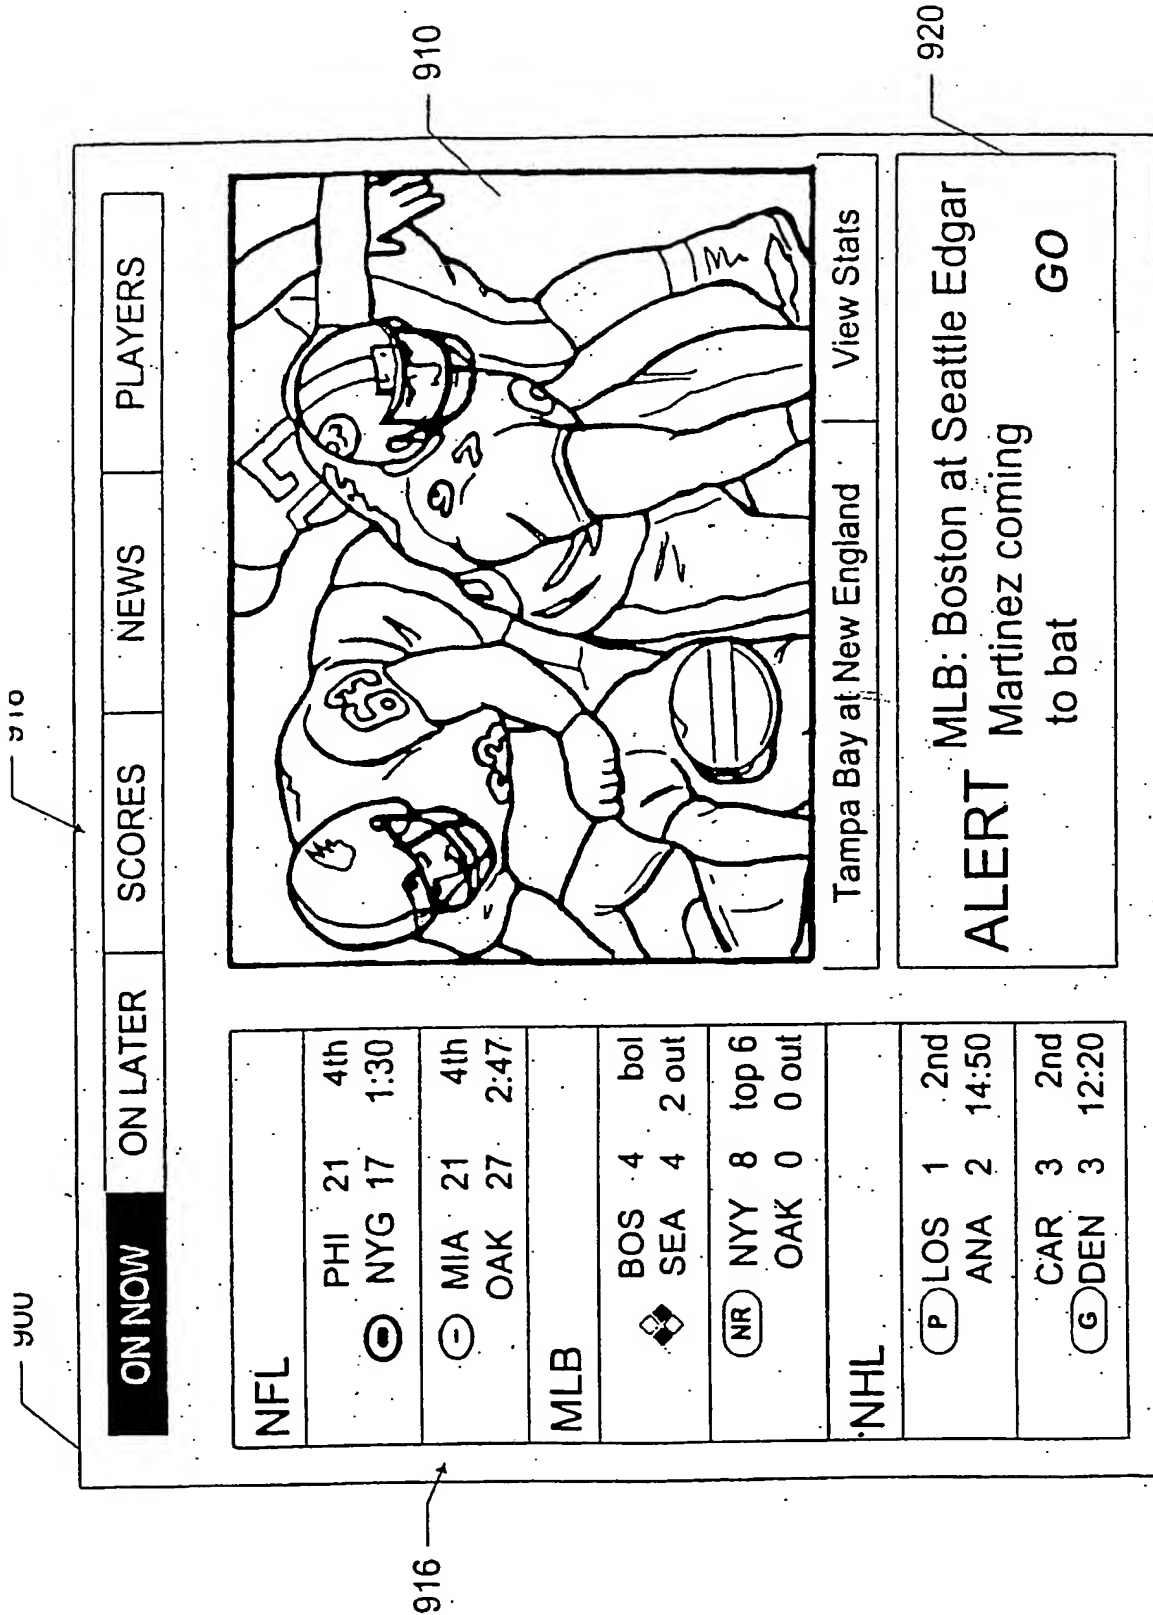 900
ON NOW
ON LATER
SCORES
NEWS
PLAYERS
916
NFL
PHI 21 4th
NYG 17 1:30
MIA 21 4th
OAK 27 2:47
MLB
BOS 4 bol
SEA 4 2 out
NR NYY 8 top 6
OAK 0 0 out
NHL
P LOS 1 2nd
ANA 2 14:50
CAR 3 2nd
G DEN 3 12:20
910
Tampa Bay at New England
View Stats
920
ALERT MLB: Boston at Seattle Edgar
Martinez coming
to bat GO